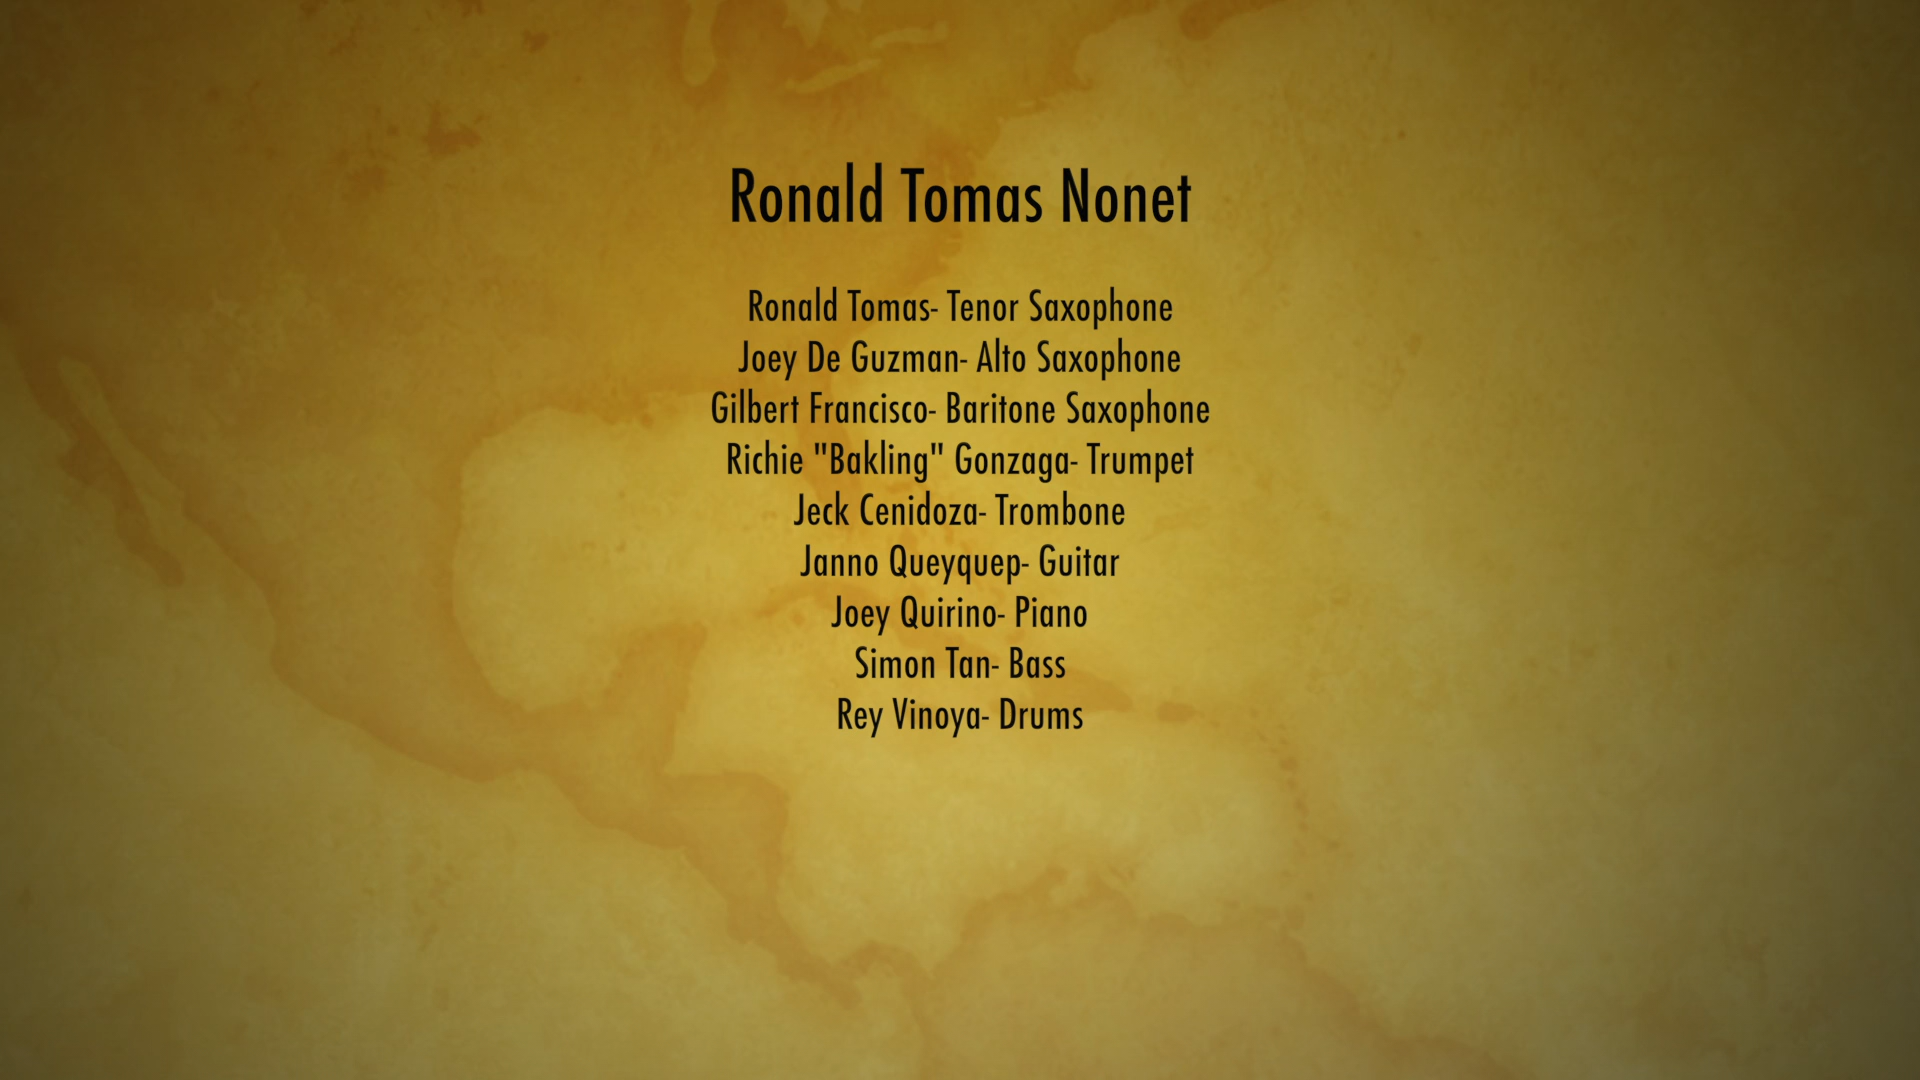 Ronald Tomas Nonet
Ronald Tomas- Tenor Saxophone
Joey De Guzman- Alto Saxophone
Gilbert Francisco- Baritone Saxophone
Richie "Bakling" Gonzaga- Trumpet
Jeck Cenidoza- Trombone
Janno Queyquep- Guitar
Joey Quirino- Piano
Simon Tan- Bass
Rey Vinoya- Drums